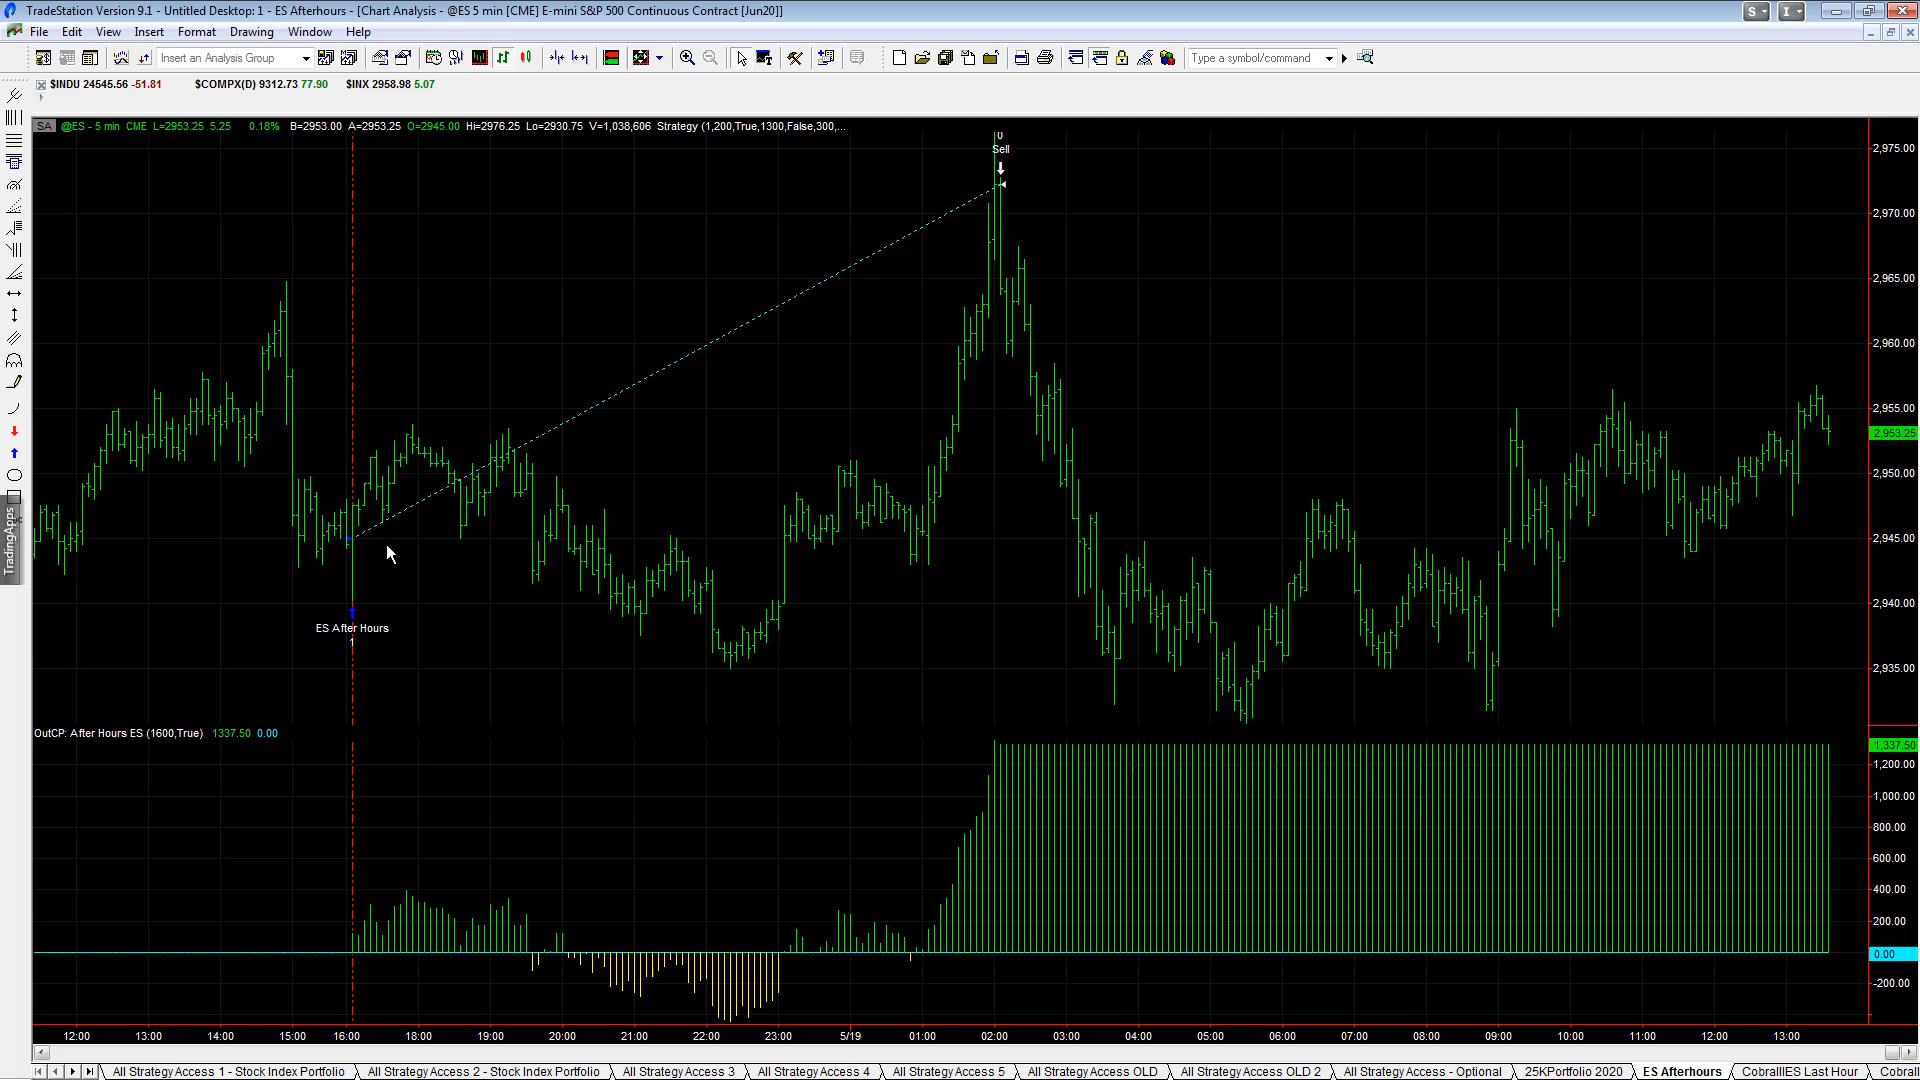 TradeStation Version 9.1 - Untitled Desktop: 1 - ES Afterhours - [Chart Analysis - @ES 5 min [CME] E-mini S&P 500 Continuous Contract [Jun20]]
S
I
File Edit View Insert Format Drawing Window Help
Insert an Analysis Group
Type a symbol/command
$INDU 24545.56 -51.81 $COMPX(D) 9312.73 77.90 $INX 2958.98 5.07
SA @ES - 5 min CME L=2953.25 5.25 0.18% B=2953.00 A=2953.25 O=2945.00 Hi=2976.25 Lo=2930.75 V=1,038,606 Strategy (1,200,True,1300,False,300,...
0
Sell
2,975.00
2,970.00
2,965.00
2,960.00
2,955.00
2,953.25
2,950.00
2,945.00
2,940.00
2,935.00
TradingApps
ES After Hours
1
OutCP: After Hours ES (1600,True) 1337.50 0.00
1,337.50
1,200.00
1,000.00
800.00
600.00
400.00
200.00
0.00
-200.00
12:00 13:00 14:00 15:00 16:00 18:00 19:00 20:00 21:00 22:00 23:00 5/19 01:00 02:00 03:00 04:00 05:00 06:00 07:00 08:00 09:00 10:00 11:00 12:00 13:00
All Strategy Access 1 - Stock Index Portfolio All Strategy Access 2 - Stock Index Portfolio All Strategy Access 3 All Strategy Access 4 All Strategy Access 5 All Strategy Access OLD All Strategy Access OLD 2 All Strategy Access - Optional 25KPortfolio 2020 ES Afterhours CobraIIIES Last Hour CobraI